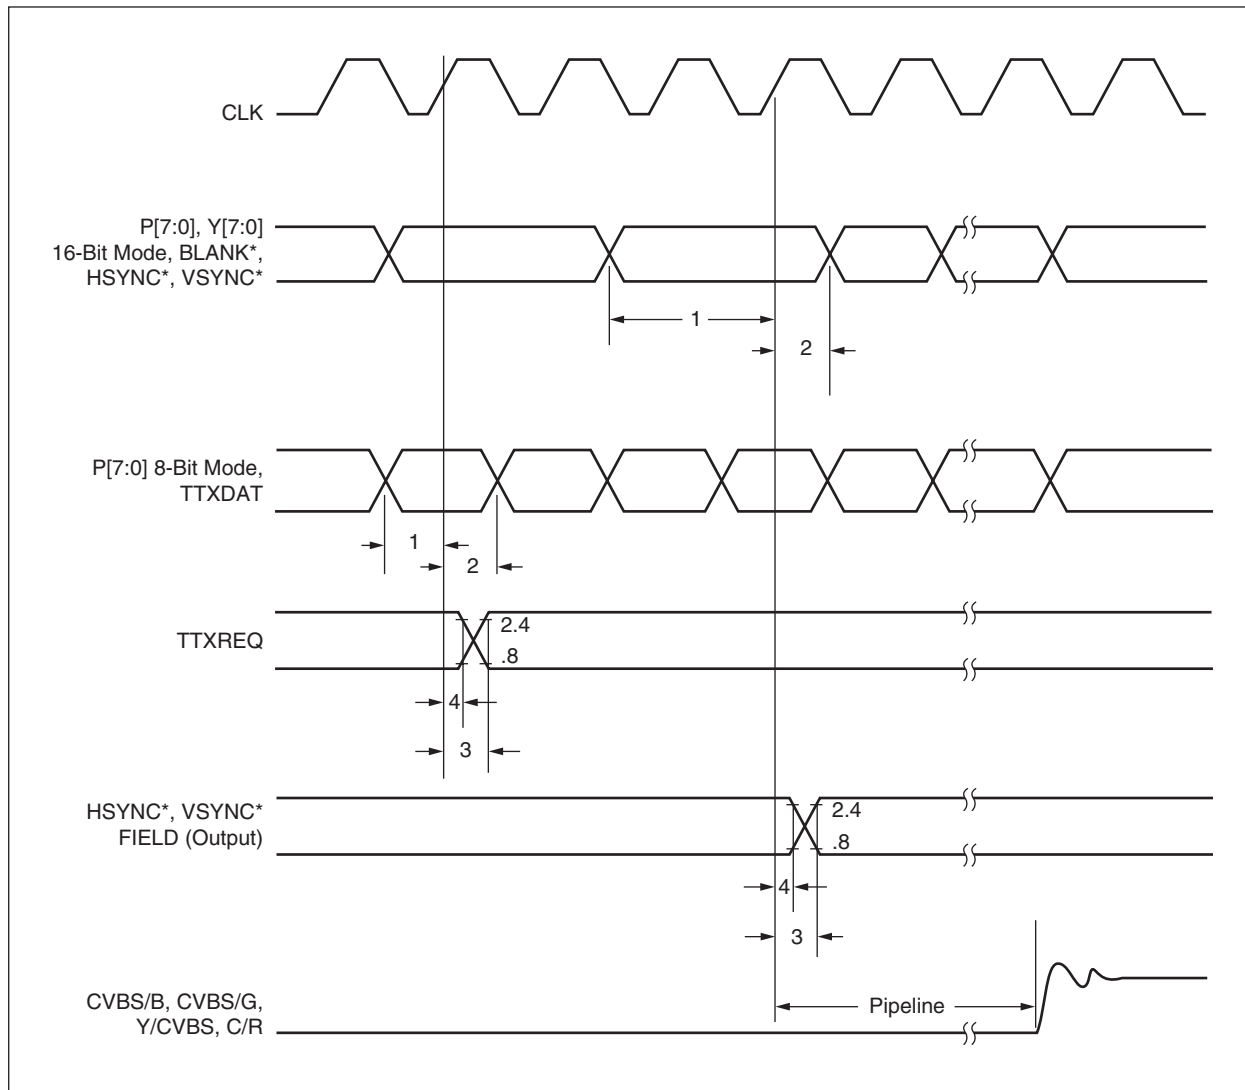 CLK
P[7:0], Y[7:0]
16-Bit Mode, BLANK*,
HSYNC*, VSYNC*
1
2
P[7:0] 8-Bit Mode,
TTXDAT
1
2
TTXREQ
2.4
.8
4
3
HSYNC*, VSYNC*
FIELD (Output)
2.4
.8
4
3
CVBS/B, CVBS/G,
Y/CVBS, C/R
Pipeline